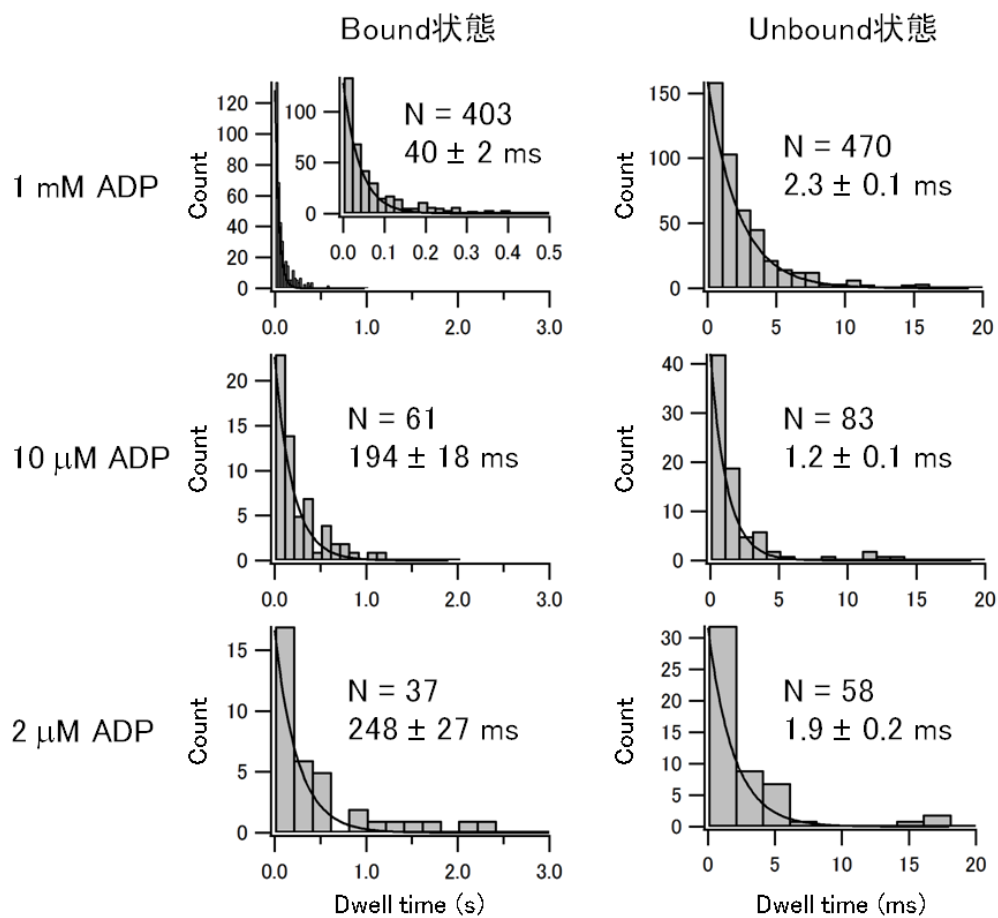 Bound状態
Unbound状態
1 mM ADP
Count
120
100
80
60
40
20
0
0.0
1.0
2.0
3.0
100
50
0
0.0
0.1
0.2
0.3
0.4
0.5
N = 403
40 ± 2 ms
Count
150
100
50
0
0
5
10
15
20
N = 470
2.3 ± 0.1 ms
10 μM ADP
Count
20
15
10
5
0
0.0
1.0
2.0
3.0
N = 61
194 ± 18 ms
Count
40
30
20
10
0
0
5
10
15
20
N = 83
1.2 ± 0.1 ms
2 μM ADP
Count
15
10
5
0
0.0
1.0
2.0
3.0
N = 37
248 ± 27 ms
Dwell time (s)
Count
30
25
20
15
10
5
0
0
5
10
15
20
N = 58
1.9 ± 0.2 ms
Dwell time (ms)